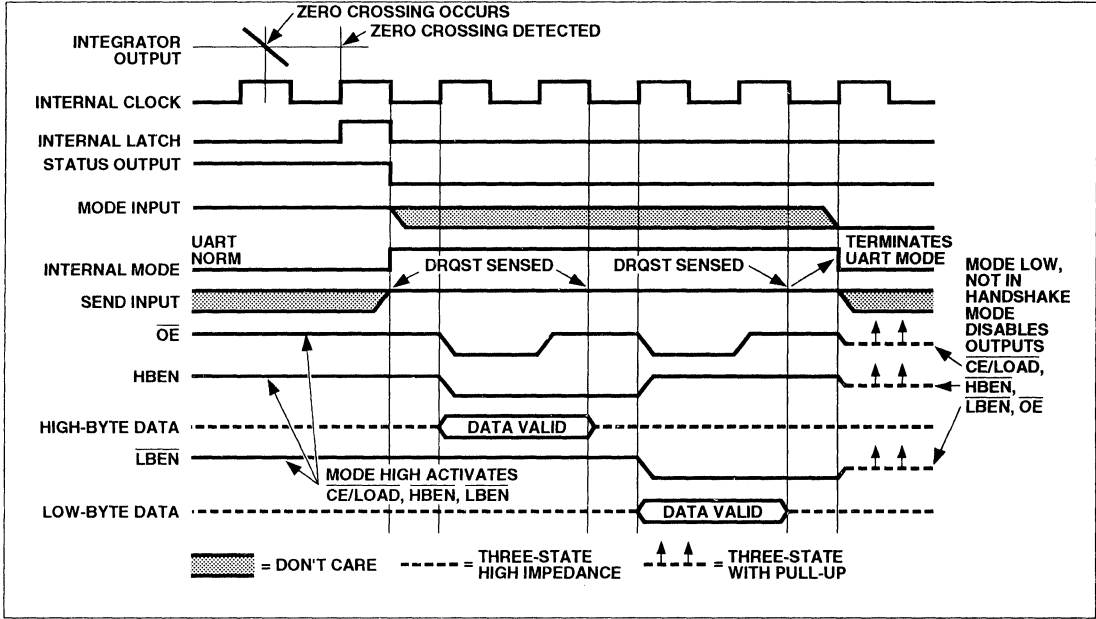 ZERO CROSSING OCCURS
ZERO CROSSING DETECTED
INTEGRATOR
OUTPUT
INTERNAL CLOCK
INTERNAL LATCH
STATUS OUTPUT
MODE INPUT
UART
NORM
TERMINATES
UART MODE
INTERNAL MODE
DRQST SENSED
DRQST SENSED
SEND INPUT
MODE LOW,
NOT IN
HANDSHAKE
MODE
DISABLES
OUTPUTS
CE/LOAD,
HBEN,
LBEN, OE
OE
HBEN
HIGH-BYTE DATA
DATA VALID
LBEN
MODE HIGH ACTIVATES
CE/LOAD, HBEN, LBEN
LOW-BYTE DATA
DATA VALID
= DON'T CARE
= THREE-STATE
HIGH IMPEDANCE
= THREE-STATE
WITH PULL-UP